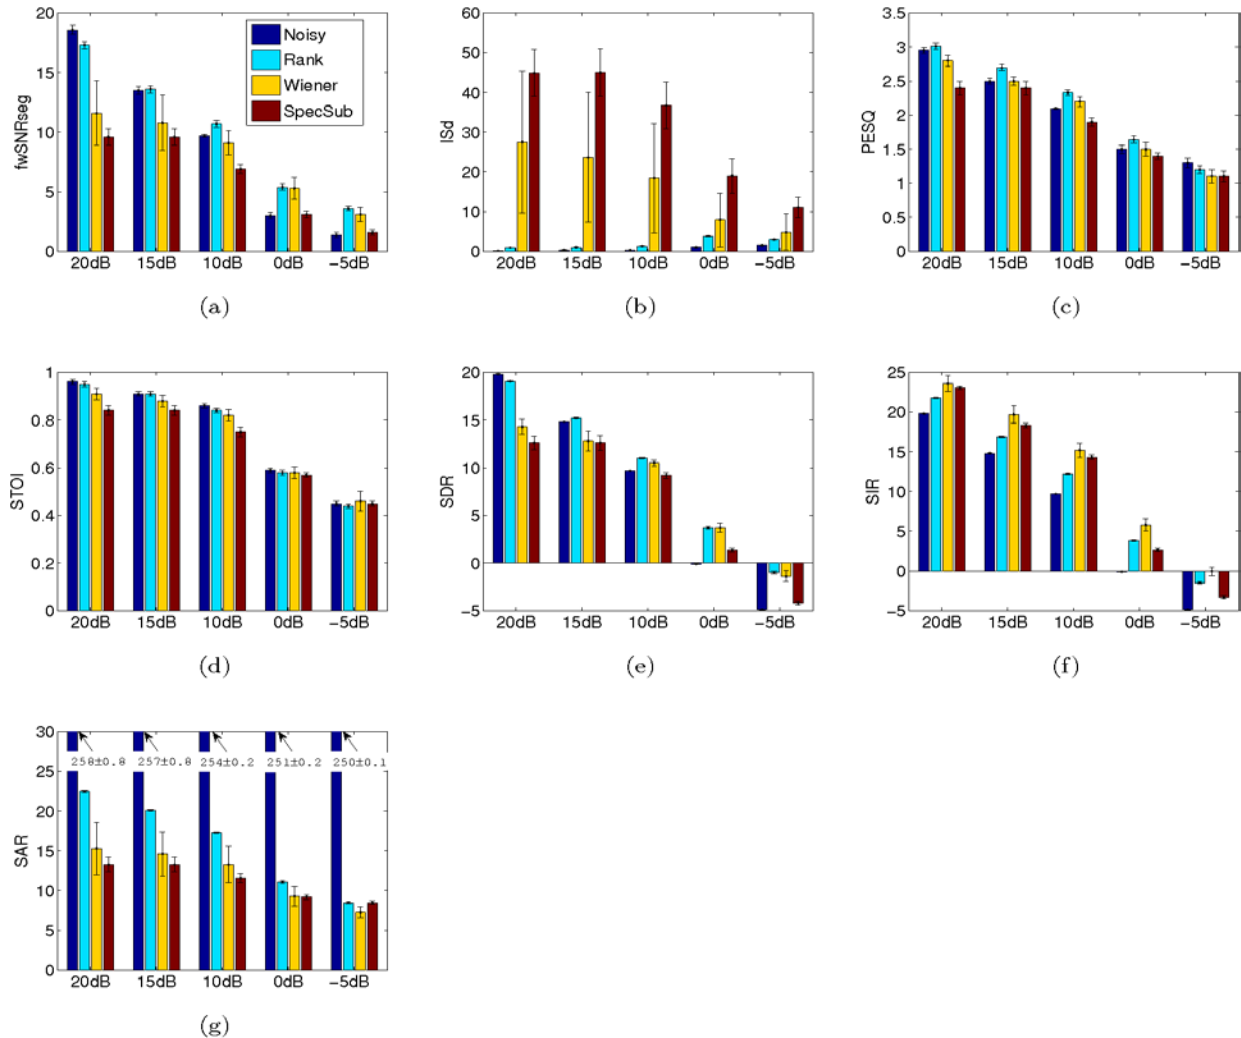 20
15
10
5
0
fwSNRseg
Noisy
Rank
Wiener
SpecSub
20dB 15dB 10dB 0dB −5dB
(a)
60
50
40
30
20
10
0
ISd
20dB 15dB 10dB 0dB −5dB
(b)
3.5
3
2.5
2
1.5
1
0.5
0
PESQ
20dB 15dB 10dB 0dB −5dB
(c)
1
0.8
0.6
0.4
0.2
0
STOI
20dB 15dB 10dB 0dB −5dB
(d)
20
15
10
5
0
−5
SDR
20dB 15dB 10dB 0dB −5dB
(e)
25
20
15
10
5
0
−5
SIR
20dB 15dB 10dB 0dB −5dB
(f)
30
25
20
15
10
5
0
SAR
258±0.8 257±0.8 254±0.2 251±0.2 250±0.1
20dB 15dB 10dB 0dB −5dB
(g)